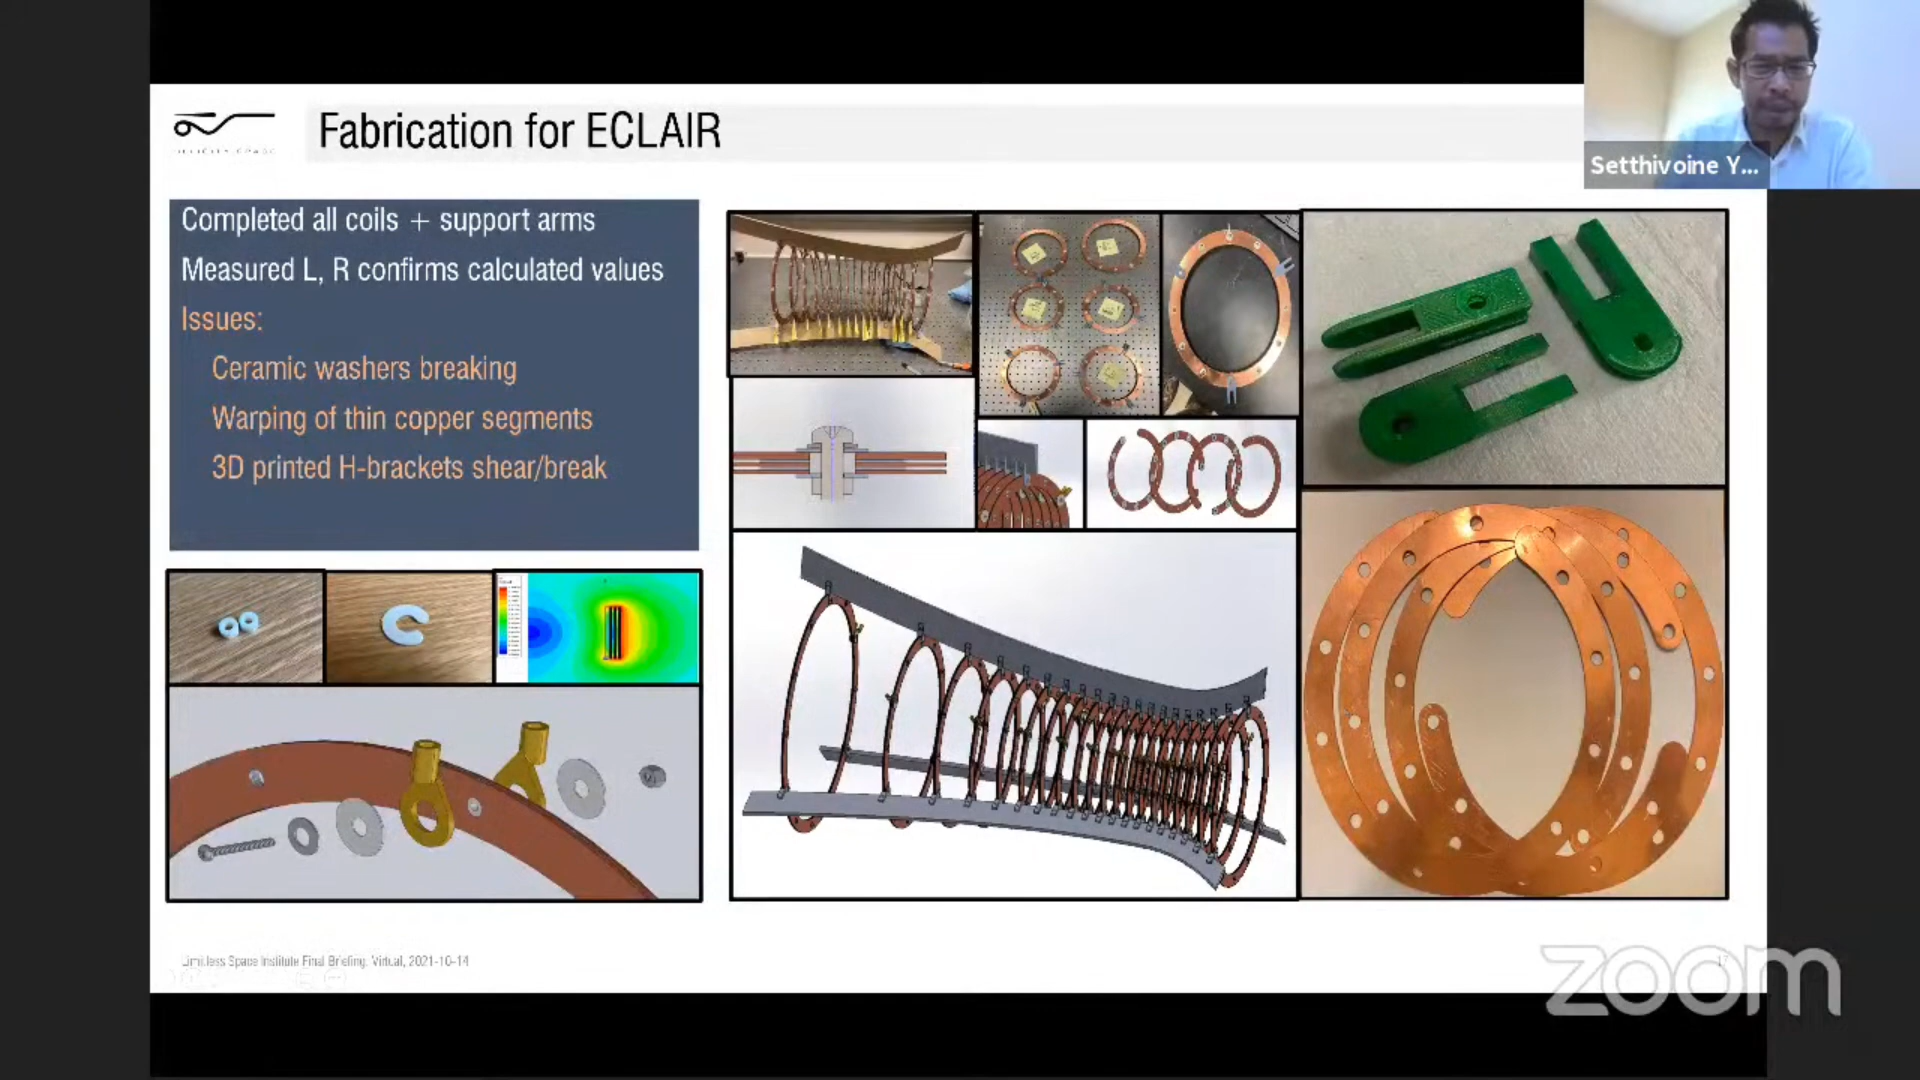 Fabrication for ECLAIR
Setthivoine Y...
Completed all coils + support arms
Measured L, R confirms calculated values
Issues:
Ceramic washers breaking
Warping of thin copper segments
3D printed H-brackets shear/break
Limitless Space Institute Final Briefing. Virtual, 2021-10-14
17
zoom